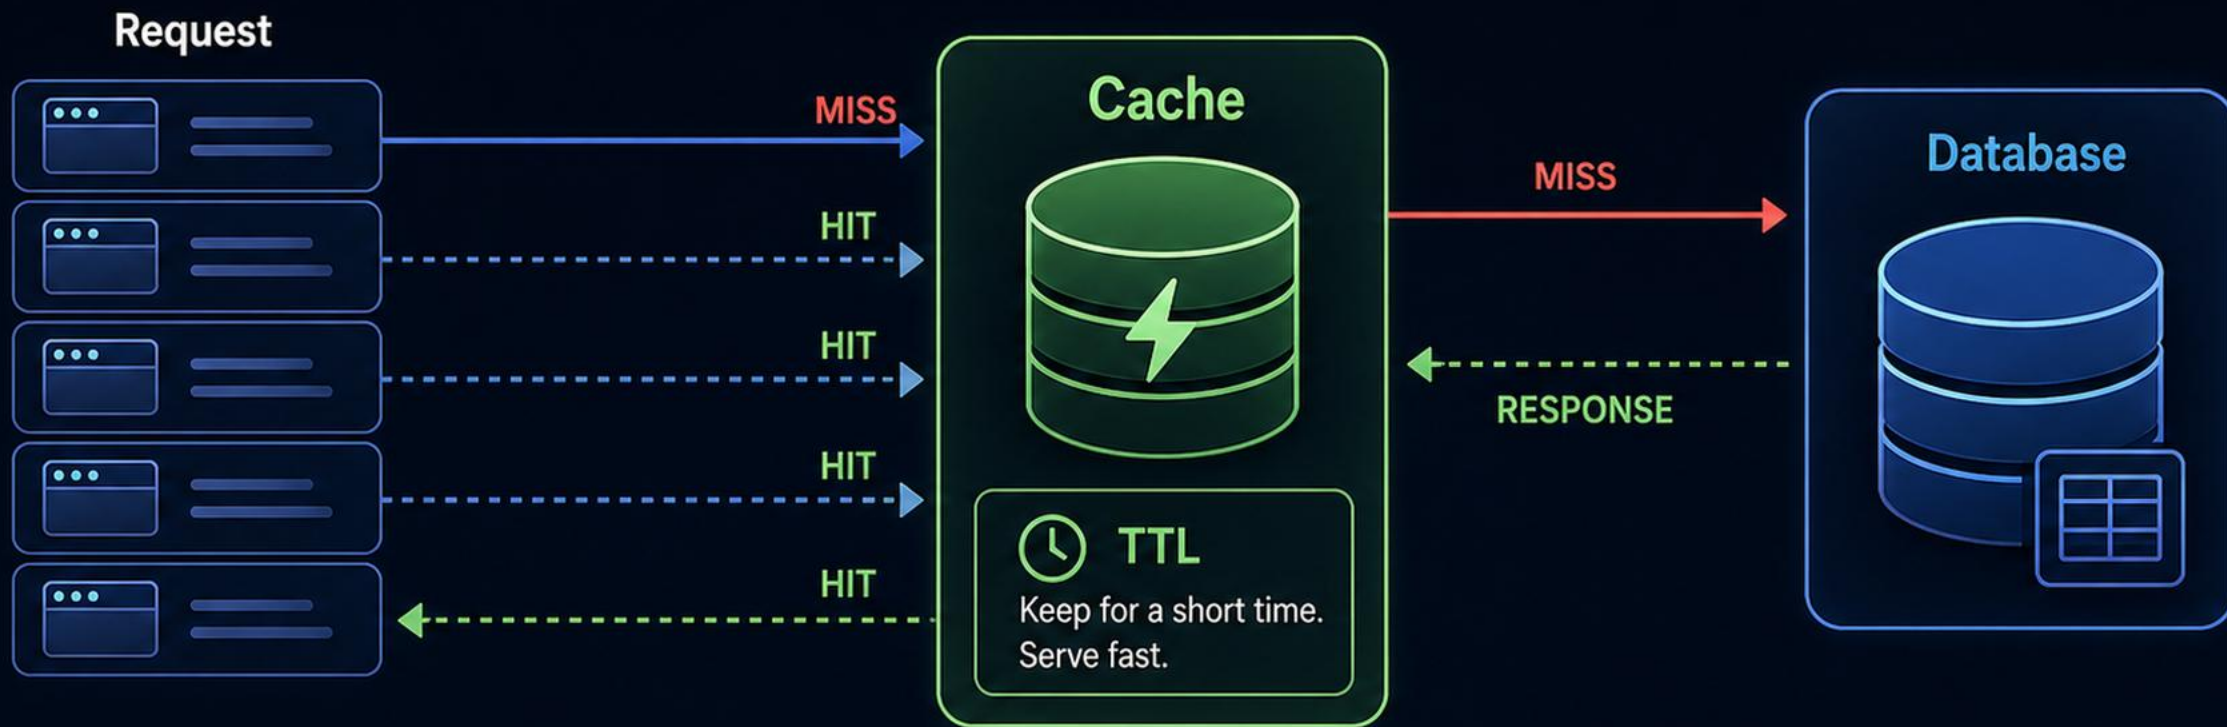 Request
MISS
HIT
HIT
HIT
HIT
Cache
TTL
Keep for a short time.
Serve fast.
MISS
RESPONSE
Database